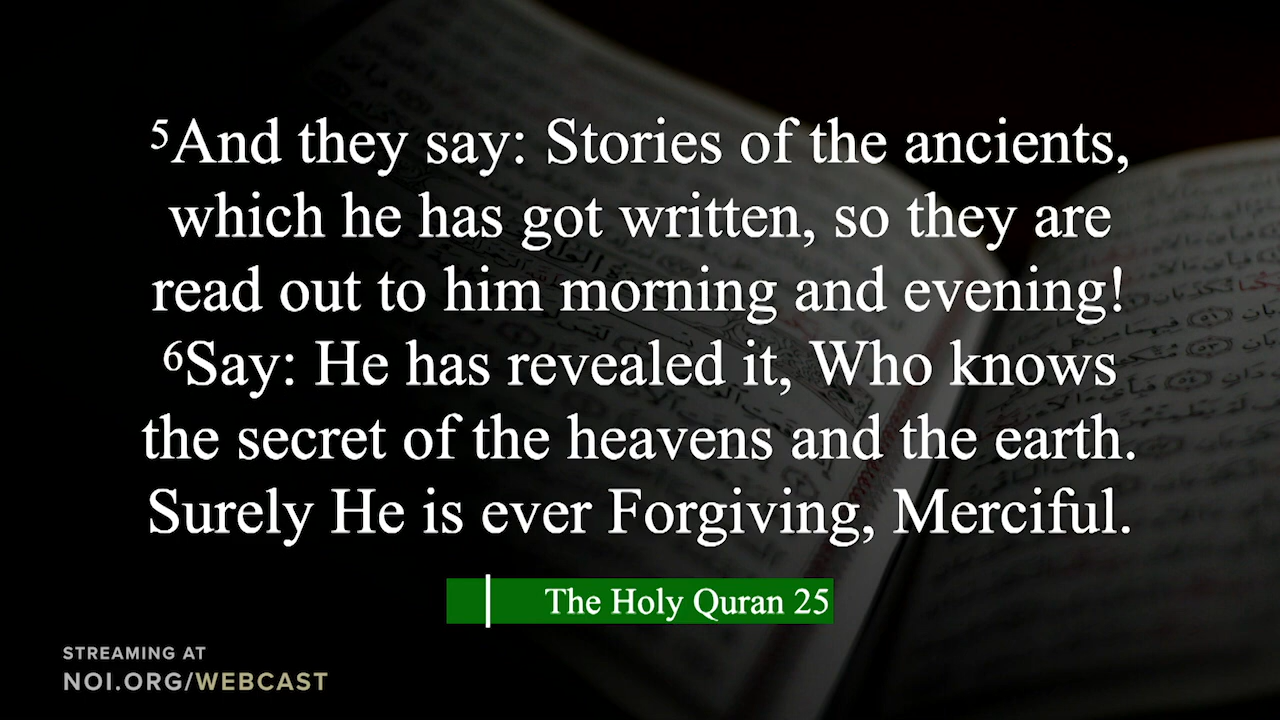 ⁵And they say: Stories of the ancients,
which he has got written, so they are
read out to him morning and evening!
⁶Say: He has revealed it, Who knows
the secret of the heavens and the earth.
Surely He is ever Forgiving, Merciful.
The Holy Quran 25
STREAMING AT
NOI.ORG/WEBCAST